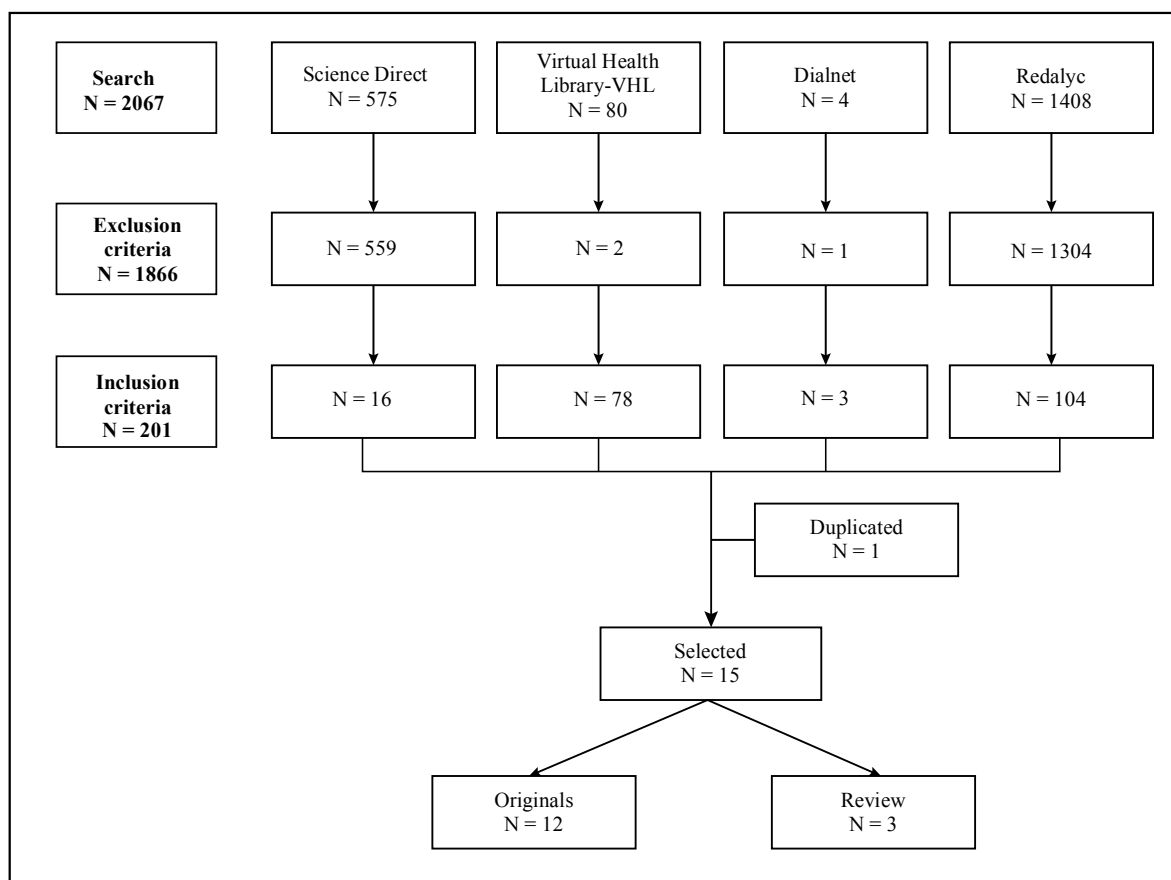 Search
N = 2067
Science Direct
N = 575
Virtual Health
Library-VHL
N = 80
Dialnet
N = 4
Redalyc
N = 1408
Exclusion
criteria
N = 1866
N = 559
N = 2
N = 1
N = 1304
Inclusion
criteria
N = 201
N = 16
N = 78
N = 3
N = 104
Duplicated
N = 1
Selected
N = 15
Originals
N = 12
Review
N = 3